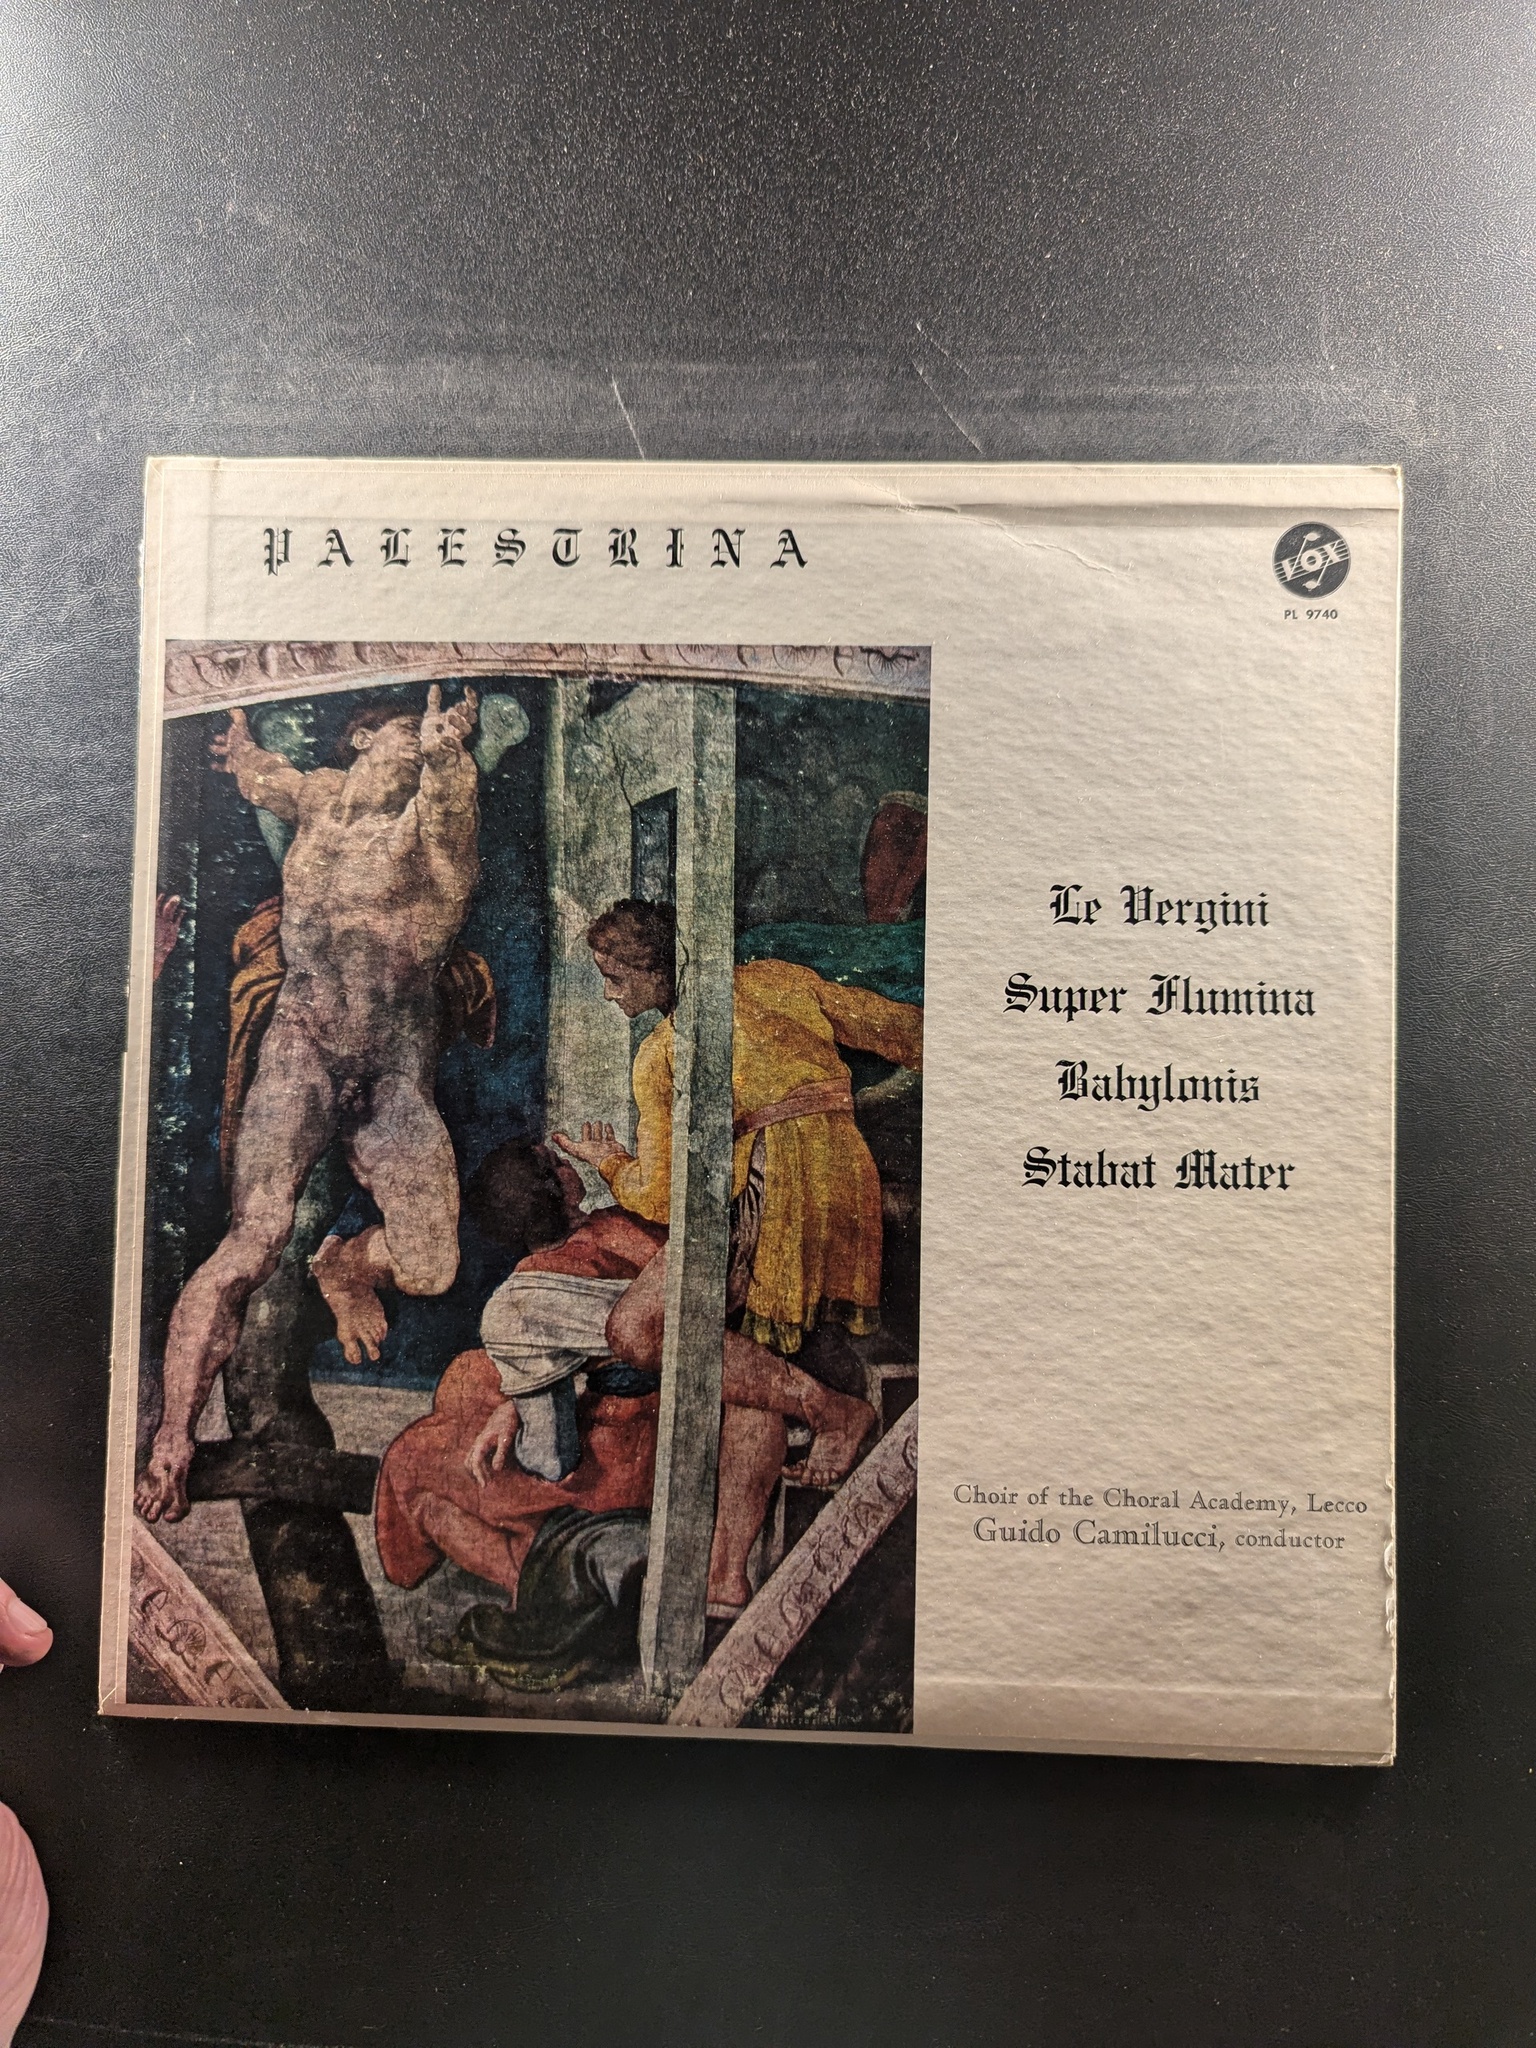 PALESTRINA
VOX
PL 9740
Le Vergini
Super Flumina
Babylonis
Stabat Mater
Choir of the Choral Academy, Lecco
Guido Camilucci, conductor